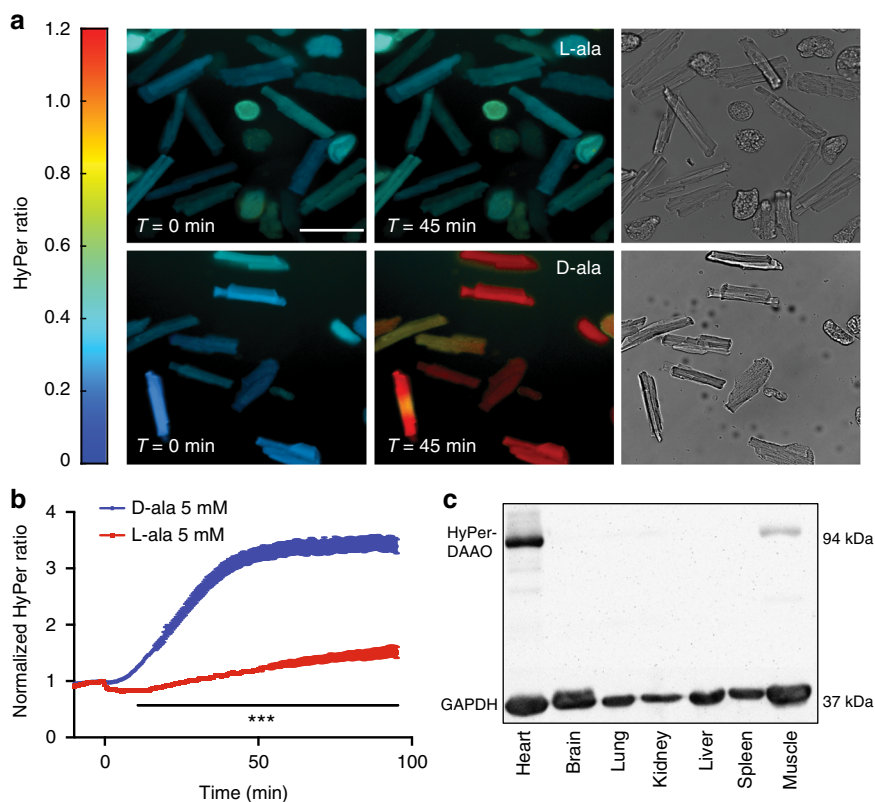 a
1.2
1.0
0.8
0.6
0.4
0.2
0
HyPer ratio
L-ala
T = 0 min
T = 45 min
D-ala
T = 0 min
T = 45 min
b
D-ala 5 mM
L-ala 5 mM
4
3
2
1
0
Normalized HyPer ratio
***
0
50
100
Time (min)
c
HyPer-
DAAO
94 kDa
GAPDH
37 kDa
Heart
Brain
Lung
Kidney
Liver
Spleen
Muscle